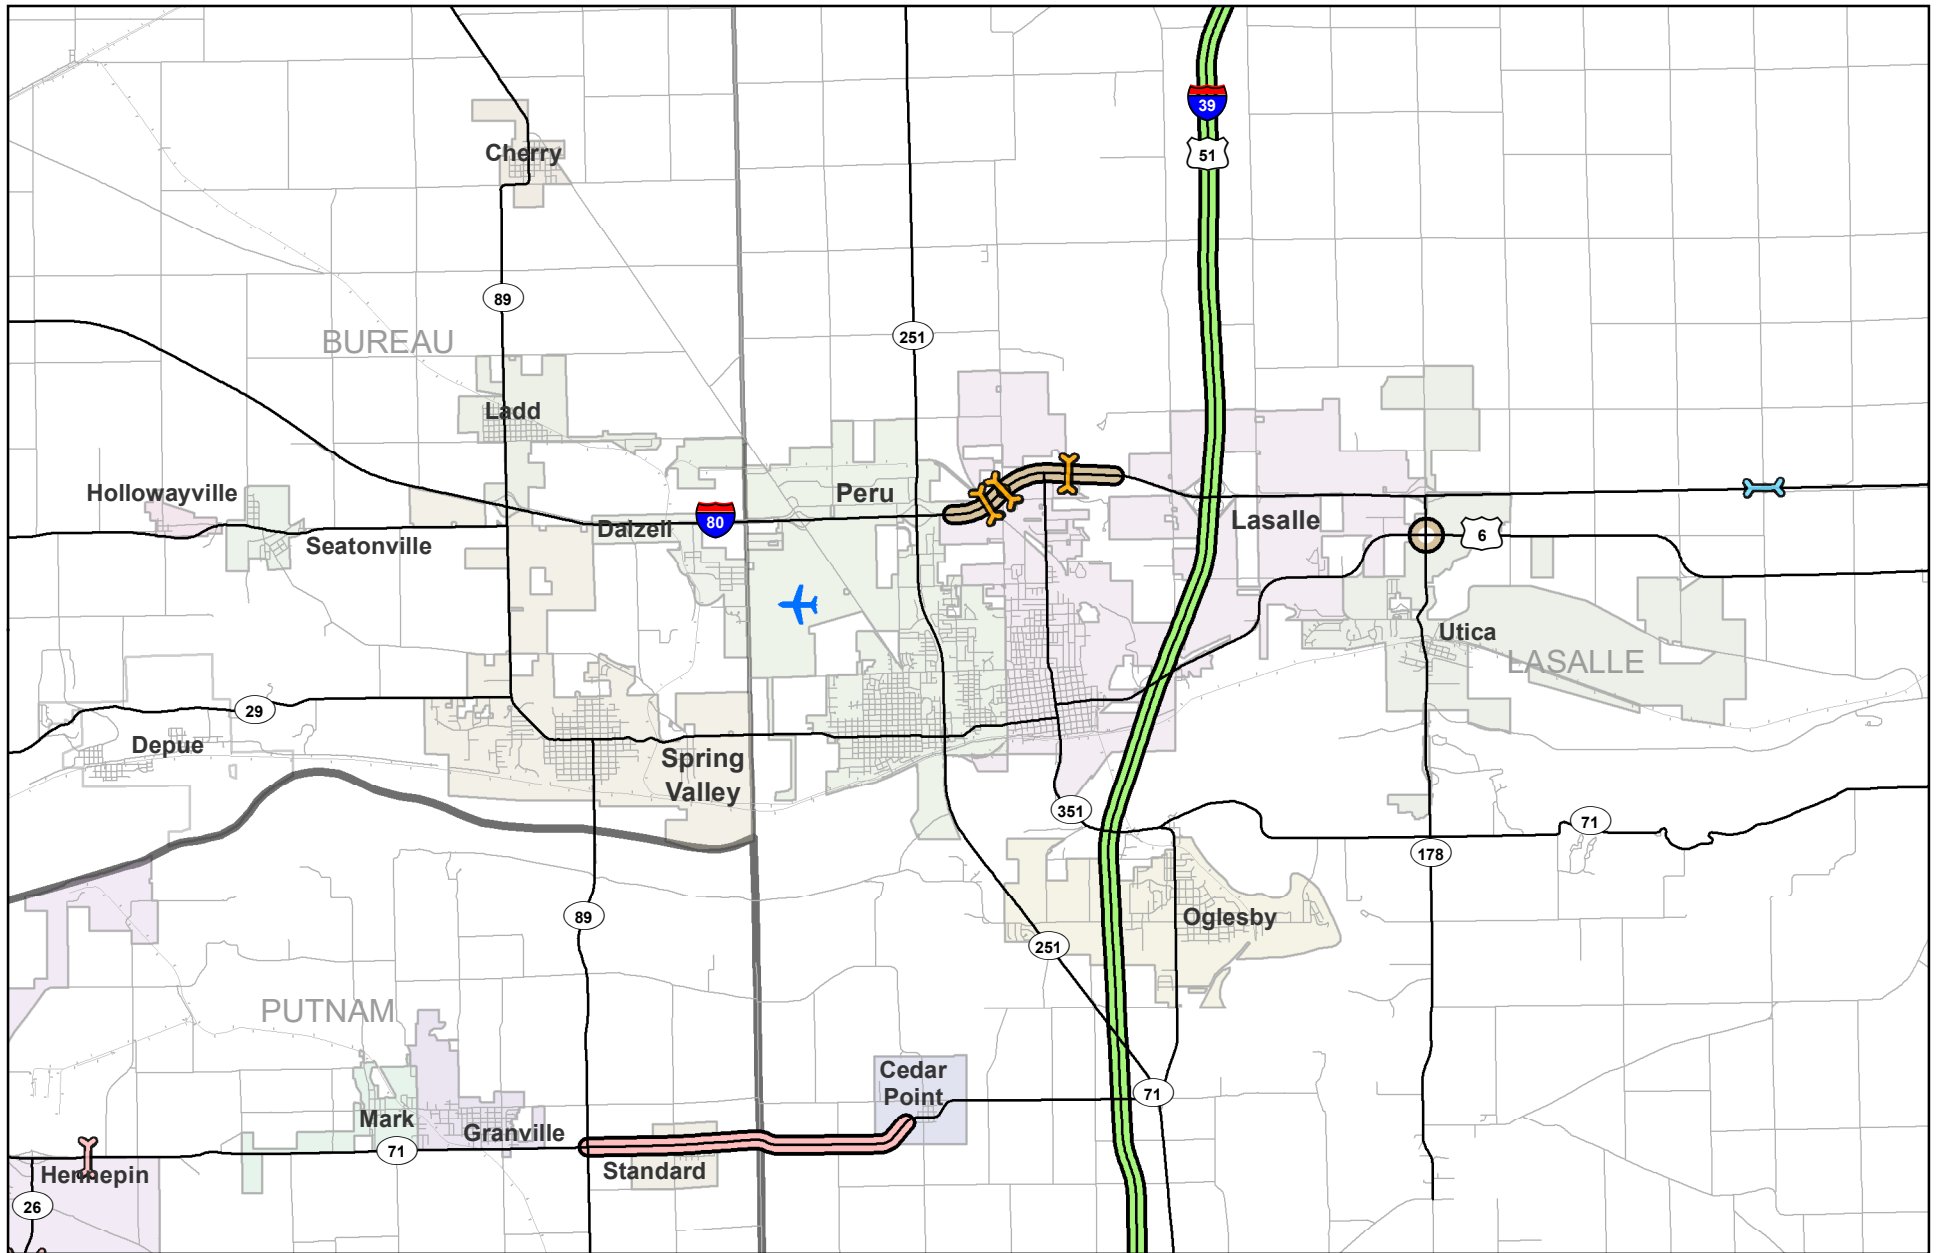 39
51
Cherry
89
251
BUREAU
Ladd
Hollowayville
Peru
80
Dalzell
Lasalle
6
Seatonville
Utica
LASALLE
29
Depue
Spring
Valley
351
71
178
89
Oglesby
251
PUTNAM
Cedar
Point
71
Mark
Granville
71
Standard
Hennepin
26